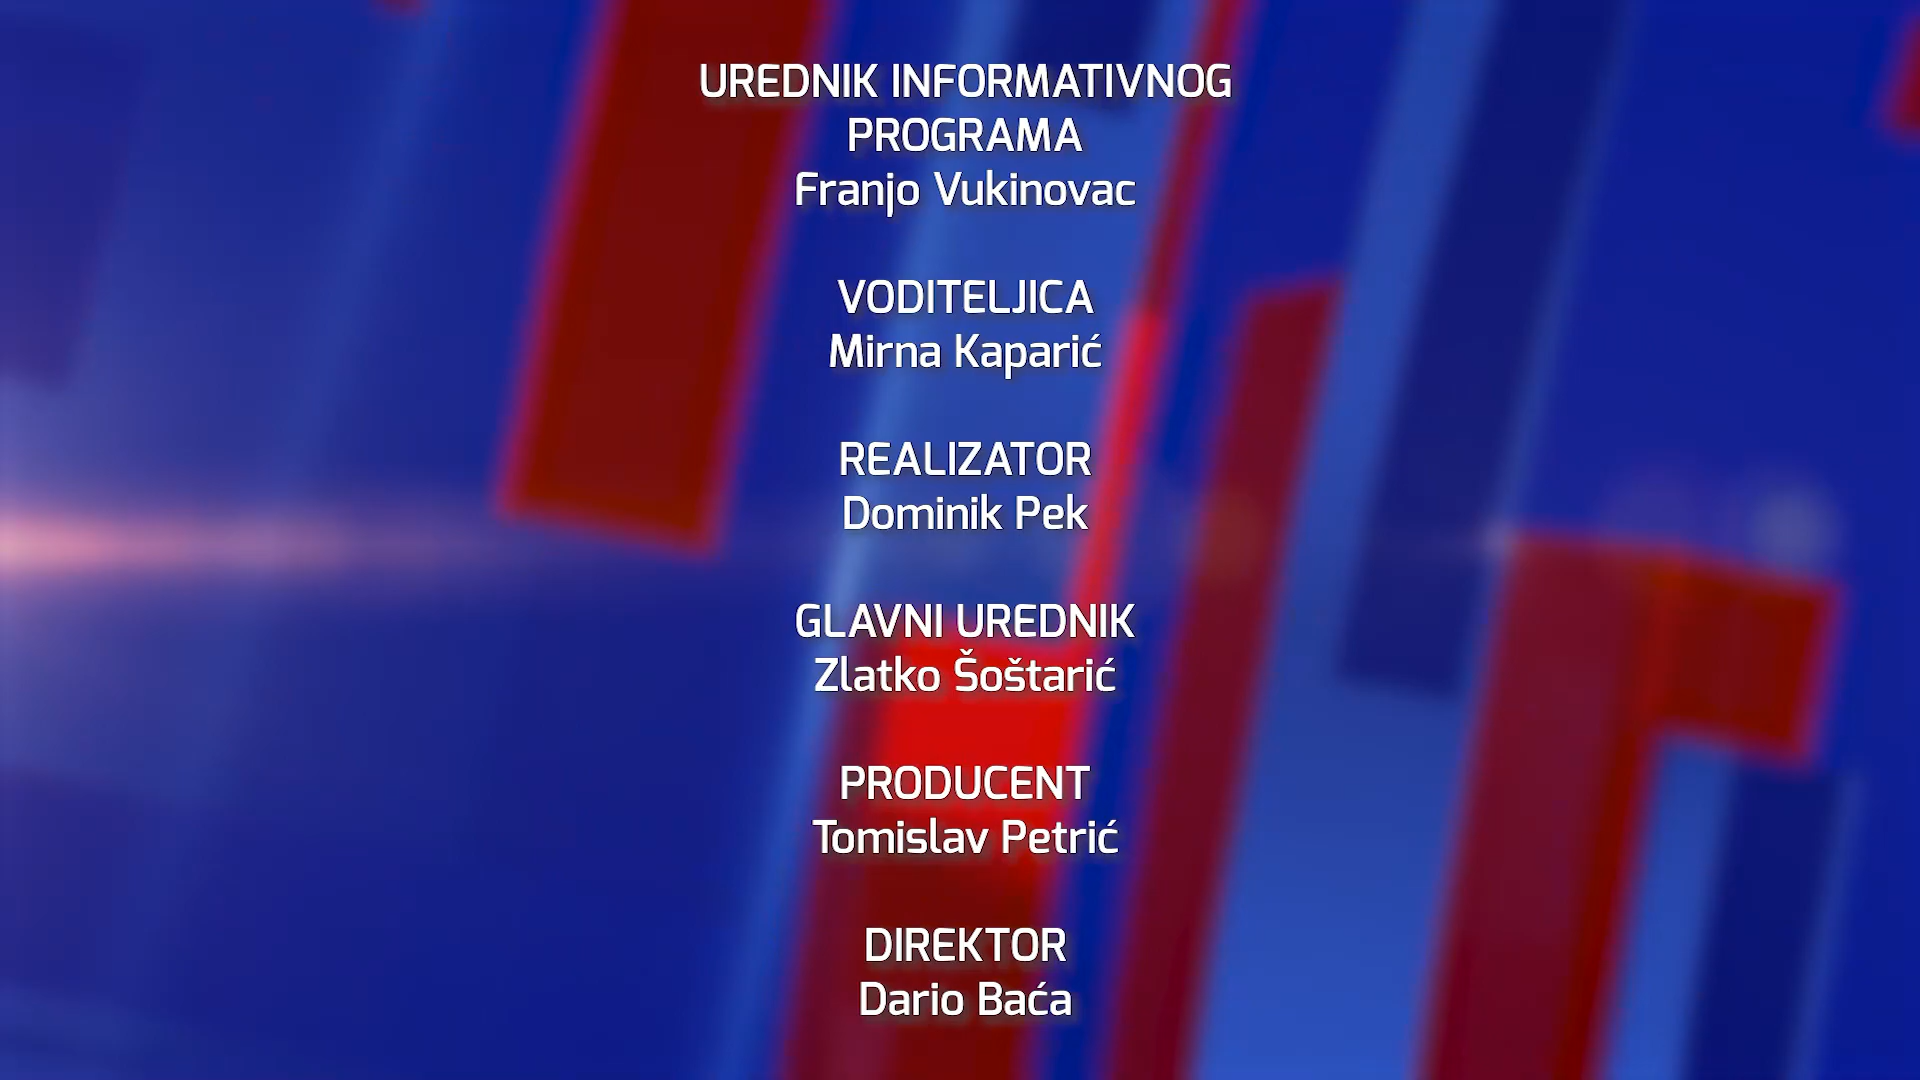 UREDNIK INFORMATIVNOG
PROGRAMA
Franjo Vukinovac
VODITELJICA
Mirna Kaparić
REALIZATOR
Dominik Pek
GLAVNI UREDNIK
Zlatko Šoštarić
PRODUCENT
Tomislav Petrić
DIREKTOR
Dario Baća